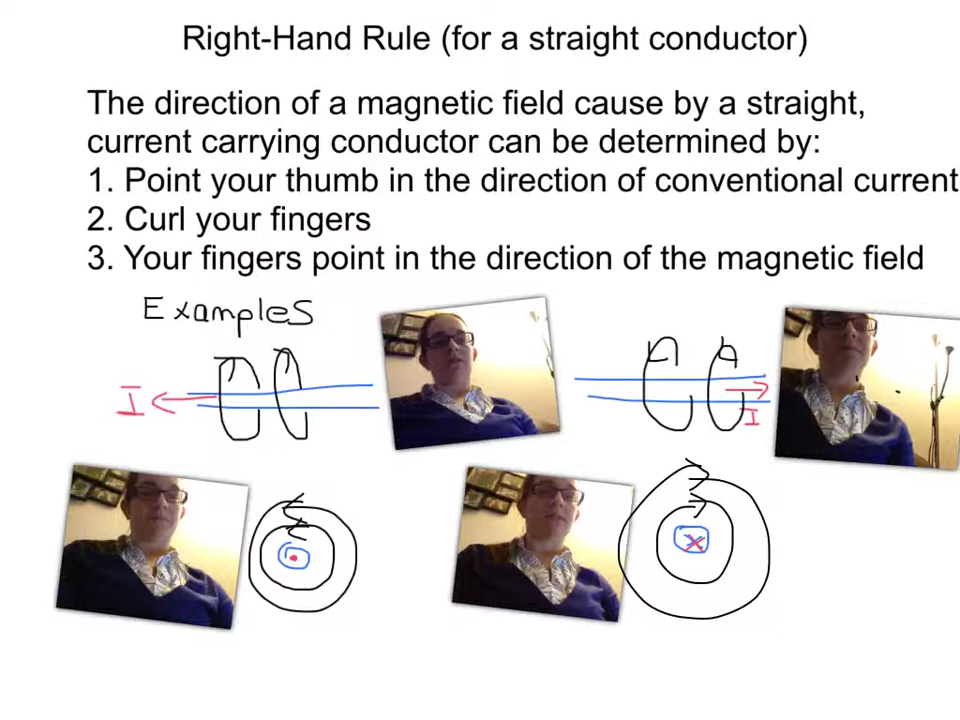 Right-Hand Rule (for a straight conductor)
The direction of a magnetic field cause by a straight,
current carrying conductor can be determined by:
1. Point your thumb in the direction of conventional current
2. Curl your fingers
3. Your fingers point in the direction of the magnetic field
Examples
I
I